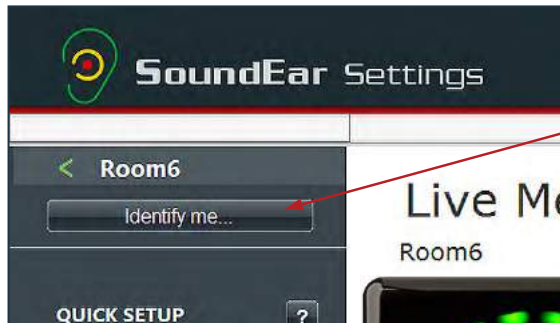 SoundEar Settings
< Room6
Identify me...
Live Me
Room6
QUICK SETUP ?